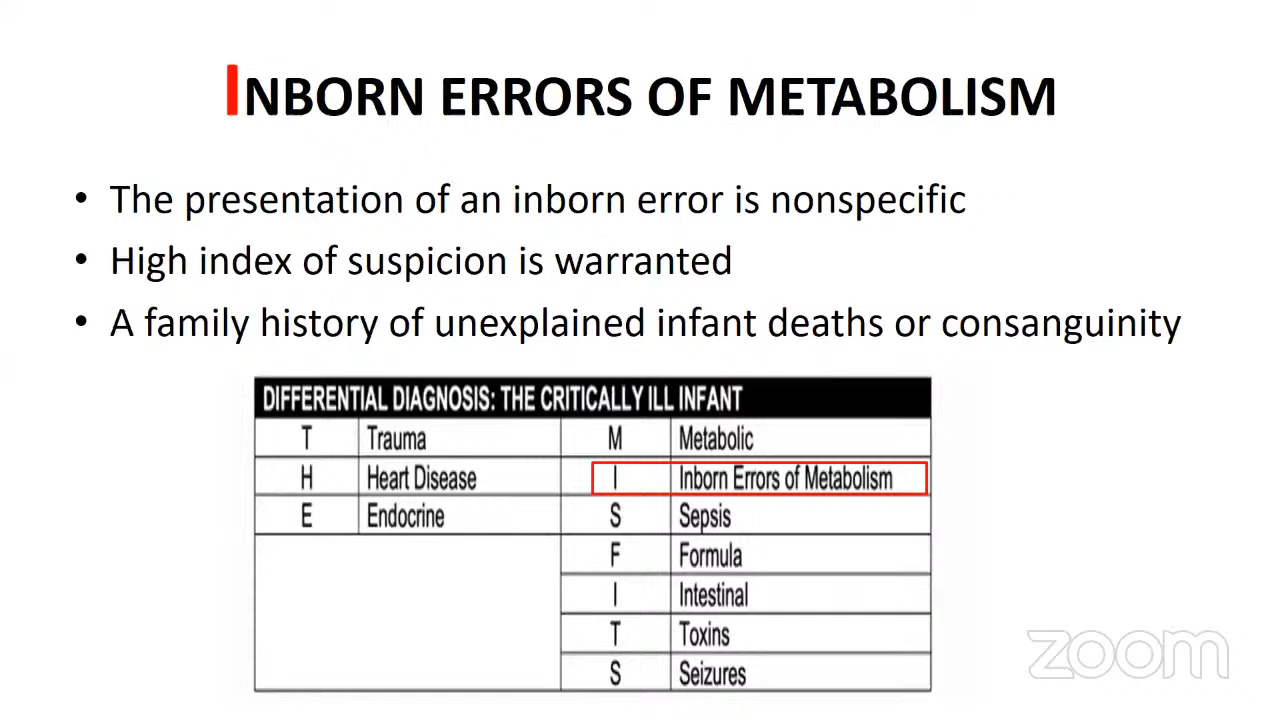 INBORN ERRORS OF METABOLISM
• The presentation of an inborn error is nonspecific
• High index of suspicion is warranted
• A family history of unexplained infant deaths or consanguinity
DIFFERENTIAL DIAGNOSIS: THE CRITICALLY ILL INFANT
T Trauma M Metabolic
H Heart Disease I Inborn Errors of Metabolism
E Endocrine S Sepsis
F Formula
I Intestinal
T Toxins
S Seizures
zoom